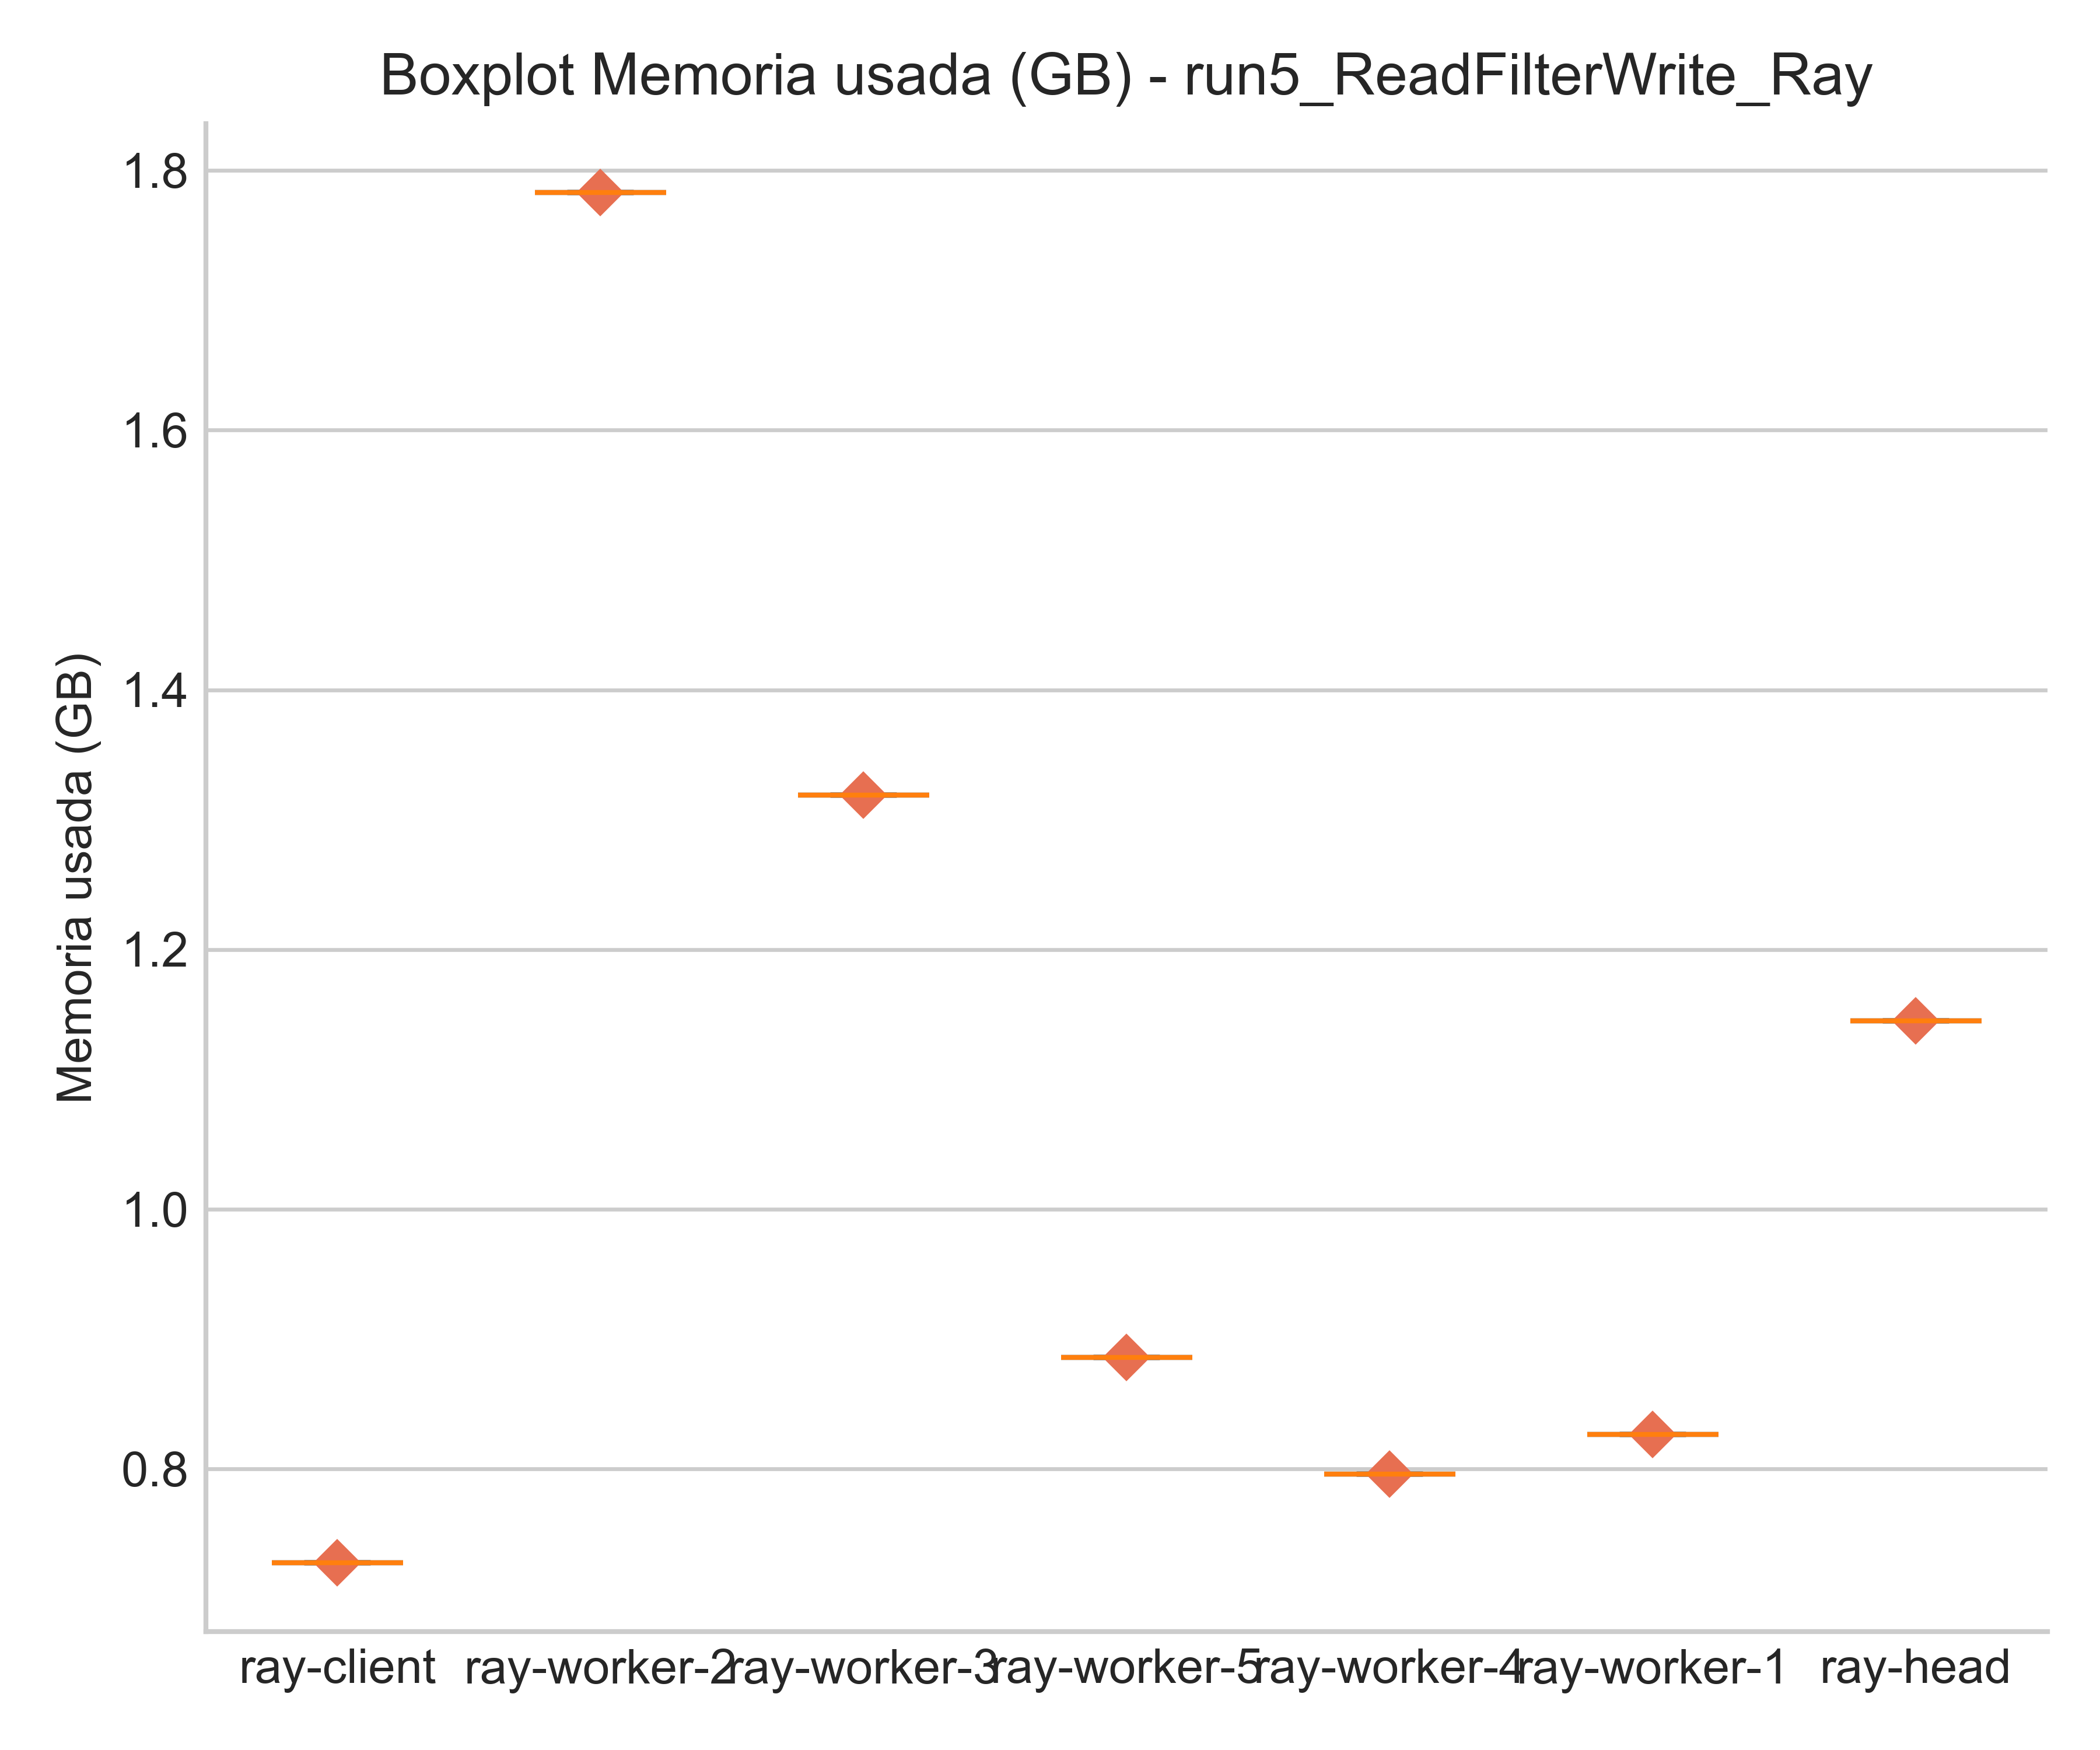 Boxplot Memoria usada (GB) - run5_ReadFilterWrite_Ray
Memoria usada (GB)
1.8
1.6
1.4
1.2
1.0
0.8
ray-client ray-worker-2 ray-worker-3 ray-worker-5 ray-worker-4 ray-worker-1 ray-head